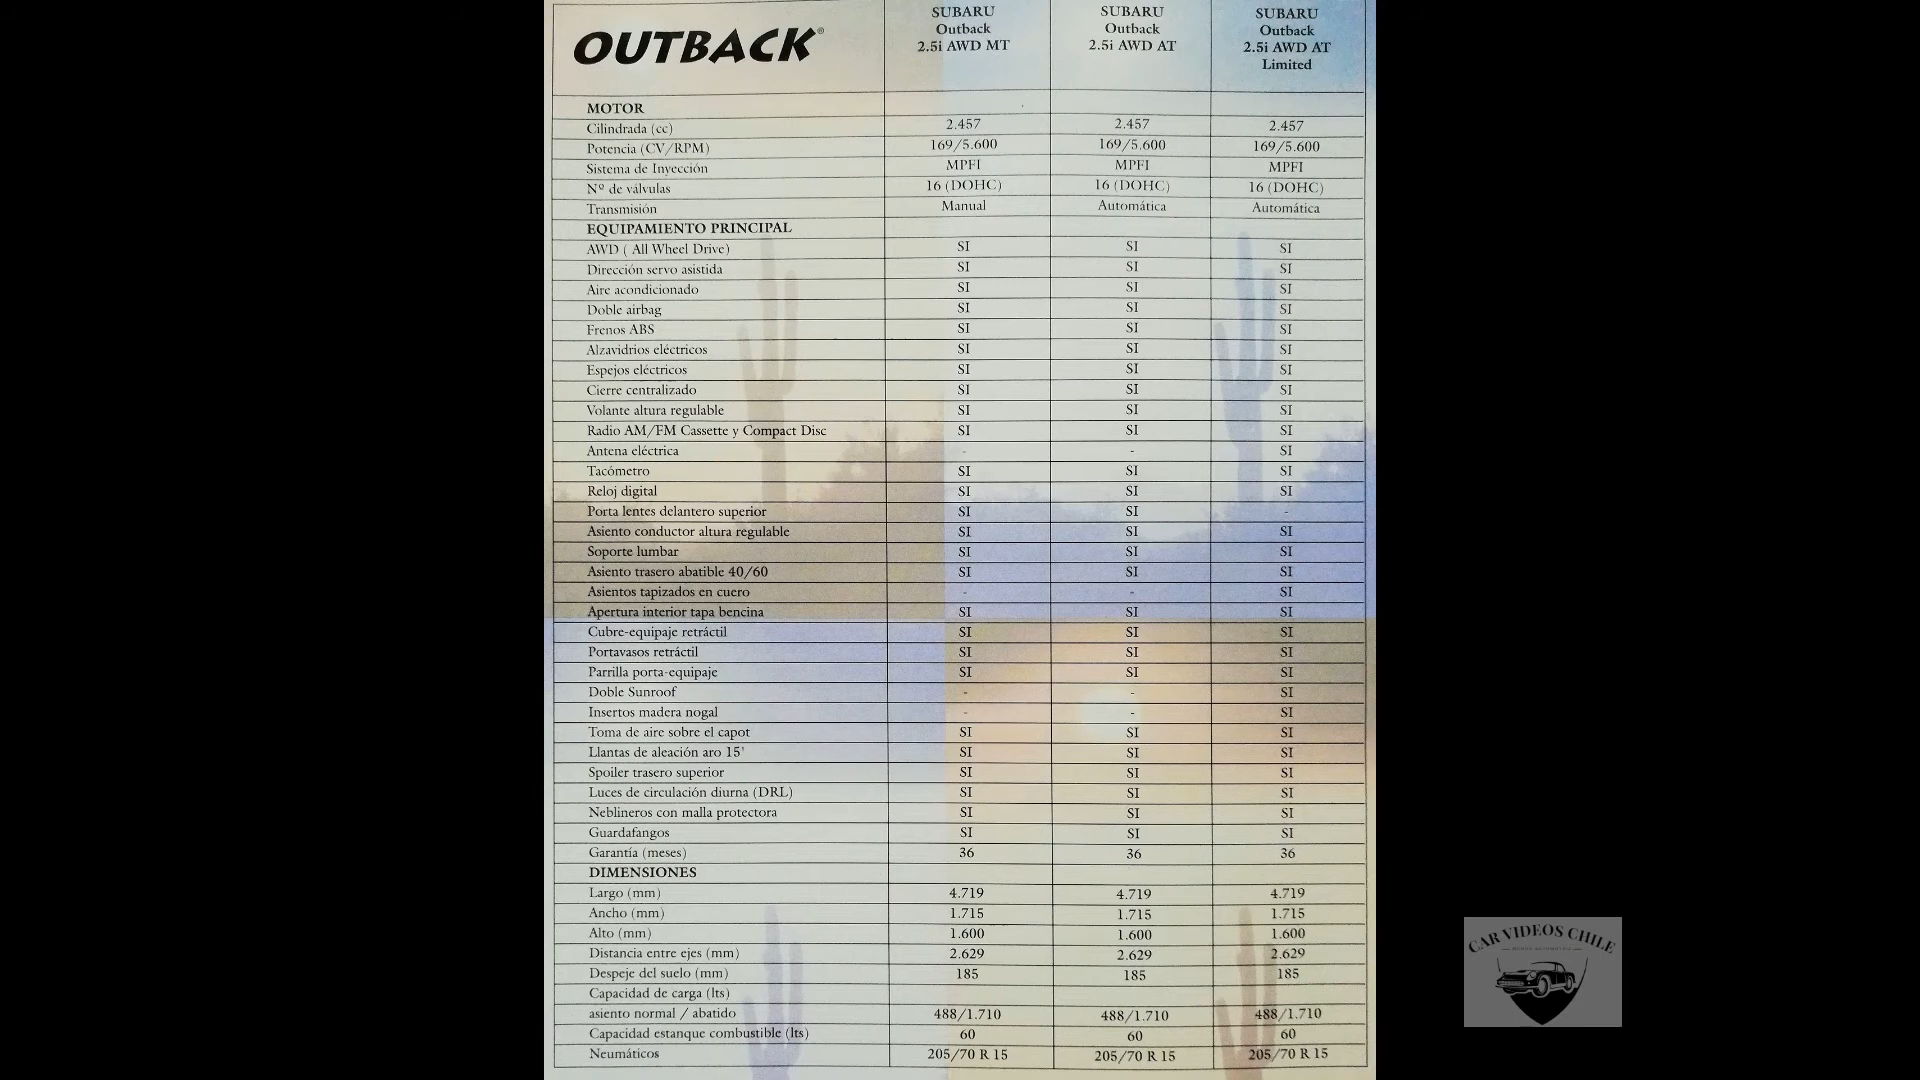 OUTBACK®
SUBARU
Outback
2.5i AWD MT
SUBARU
Outback
2.5i AWD AT
SUBARU
Outback
2.5i AWD AT
Limited
MOTOR
Cilindrada (cc) 2.457 2.457 2.457
Potencia (CV/RPM) 169/5.600 169/5.600 169/5.600
Sistema de Inyección MPFI MPFI MPFI
Nº de válvulas 16 (DOHC) 16 (DOHC) 16 (DOHC)
Transmisión Manual Automática Automática
EQUIPAMIENTO PRINCIPAL
AWD ( All Wheel Drive) SI SI SI
Dirección servo asistida SI SI SI
Aire acondicionado SI SI SI
Doble airbag SI SI SI
Frenos ABS SI SI SI
Alzavidrios eléctricos SI SI SI
Espejos eléctricos SI SI SI
Cierre centralizado SI SI SI
Volante altura regulable SI SI SI
Radio AM/FM Cassette y Compact Disc SI SI SI
Antena eléctrica - - SI
Tacómetro SI SI SI
Reloj digital SI SI SI
Porta lentes delantero superior SI SI -
Asiento conductor altura regulable SI SI SI
Soporte lumbar SI SI SI
Asiento trasero abatible 40/60 SI SI SI
Asientos tapizados en cuero - - SI
Apertura interior tapa bencina SI SI SI
Cubre-equipaje retráctil SI SI SI
Portavasos retráctil SI SI SI
Parrilla porta-equipaje SI SI SI
Doble Sunroof - - SI
Insertos madera nogal - - SI
Toma de aire sobre el capot SI SI SI
Llantas de aleación aro 15' SI SI SI
Spoiler trasero superior SI SI SI
Luces de circulación diurna (DRL) SI SI SI
Neblineros con malla protectora SI SI SI
Guardafangos SI SI SI
Garantía (meses) 36 36 36
DIMENSIONES
Largo (mm) 4.719 4.719 4.719
Ancho (mm) 1.715 1.715 1.715
Alto (mm) 1.600 1.600 1.600
Distancia entre ejes (mm) 2.629 2.629 2.629
Despeje del suelo (mm) 185 185 185
Capacidad de carga (lts)
asiento normal / abatido 488/1.710 488/1.710 488/1.710
Capacidad estanque combustible (lts) 60 60 60
Neumáticos 205/70 R 15 205/70 R 15 205/70 R 15
CAR VIDEOS CHILE